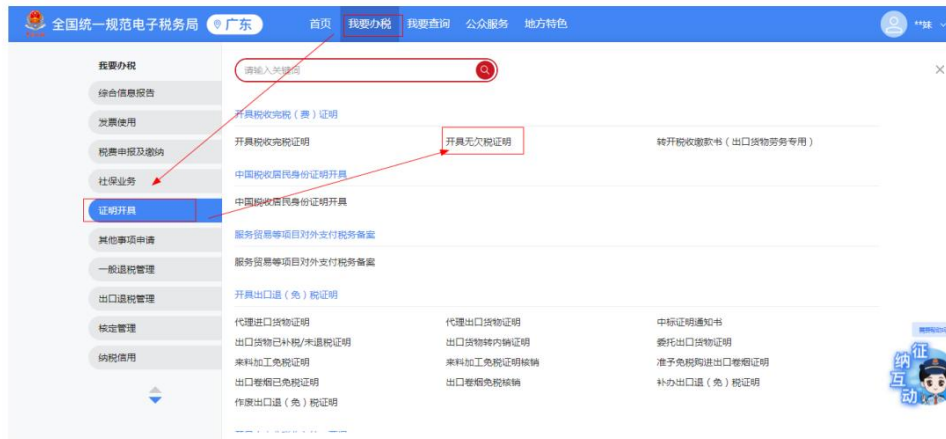 全国统一规范电子税务局 广东 首页 我要办税 我要查询 公众服务 地方特色 **妹
我要办税
综合信息报告
发票使用
税费申报及缴纳
社保业务
证明开具
其他事项申请
一般退税管理
出口退税管理
核定管理
纳税信用
请输入关键词
开具税收完税（费）证明
开具税收完税证明 开具无欠税证明 转开税收缴款书（出口货物劳务专用）
中国税收居民身份证明开具
中国税收居民身份证明开具
服务贸易等项目对外支付税务备案
服务贸易等项目对外支付税务备案
开具出口退（免）税证明
代理进口货物证明 代理出口货物证明 中标证明通知书
出口货物已补税/未退税证明 出口货物转内销证明 委托出口货物证明
来料加工免税证明 来料加工免税证明核销 准予免税购进出口卷烟证明
出口卷烟已免税证明 出口卷烟免税核销 补办出口退（免）税证明
作废出口退（免）税证明
征纳互动